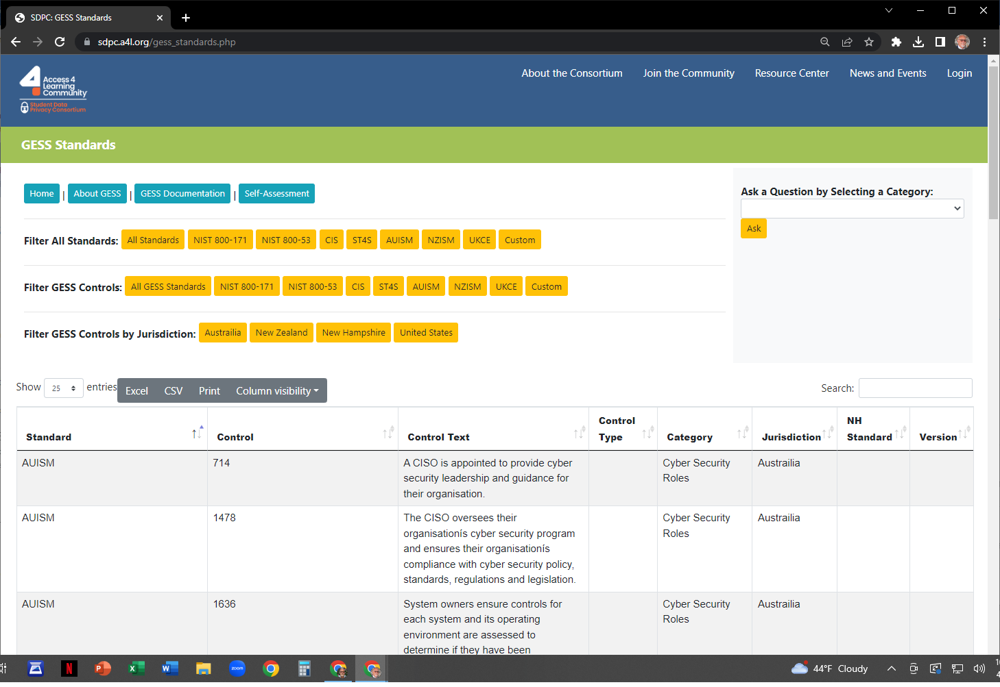 SDPC: GESS Standards
sdpc.a4l.org/gess_standards.php
4 Access 4
Learning
Community
Student Data
Privacy Consortium
About the Consortium
Join the Community
Resource Center
News and Events
Login
GESS Standards
Home | About GESS | GESS Documentation | Self-Assessment
Ask a Question by Selecting a Category:
Ask
Filter All Standards: All Standards NIST 800-171 NIST 800-53 CIS ST4S AUISM NZISM UKCE Custom
Filter GESS Controls: All GESS Standards NIST 800-171 NIST 800-53 CIS ST4S AUISM NZISM UKCE Custom
Filter GESS Controls by Jurisdiction: Austrailia New Zealand New Hampshire United States
Show 25 entries Excel CSV Print Column visibility
Search:
Standard
Control
Control Text
Control
Type
Category
Jurisdiction
NH
Standard
Version
AUISM
714
A CISO is appointed to provide cyber
security leadership and guidance for
their organisation.
Cyber Security
Roles
Austrailia
AUISM
1478
The CISO oversees their
organisationís cyber security program
and ensures their organisationís
compliance with cyber security policy,
standards, regulations and legislation.
Cyber Security
Roles
Austrailia
AUISM
1636
System owners ensure controls for
each system and its operating
environment are assessed to
determine if they have been
Cyber Security
Roles
Austrailia
zoom
44°F Cloudy